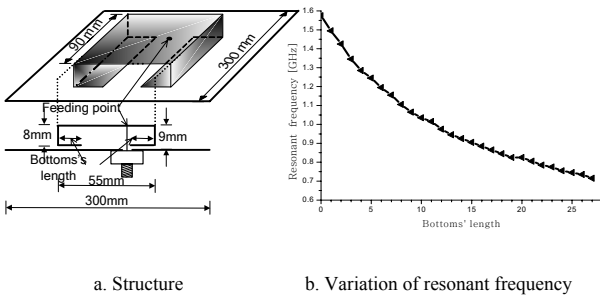 90 mm
300 mm
Feeding point
8mm
9mm
Bottoms's
length
55mm
300mm
Resonant frequency [GHz]
1.6
1.5
1.4
1.3
1.2
1.1
1.0
0.9
0.8
0.7
0.6
0 5 10 15 20 25
Bottoms' length
a. Structure
b. Variation of resonant frequency